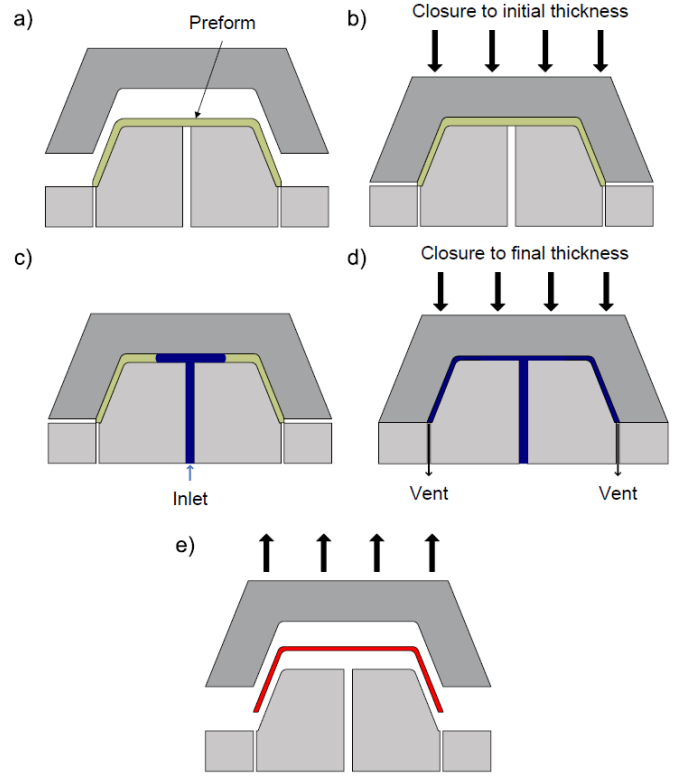 a)
Preform
b)
Closure to initial thickness
c)
Inlet
d)
Closure to final thickness
Vent
Vent
e)